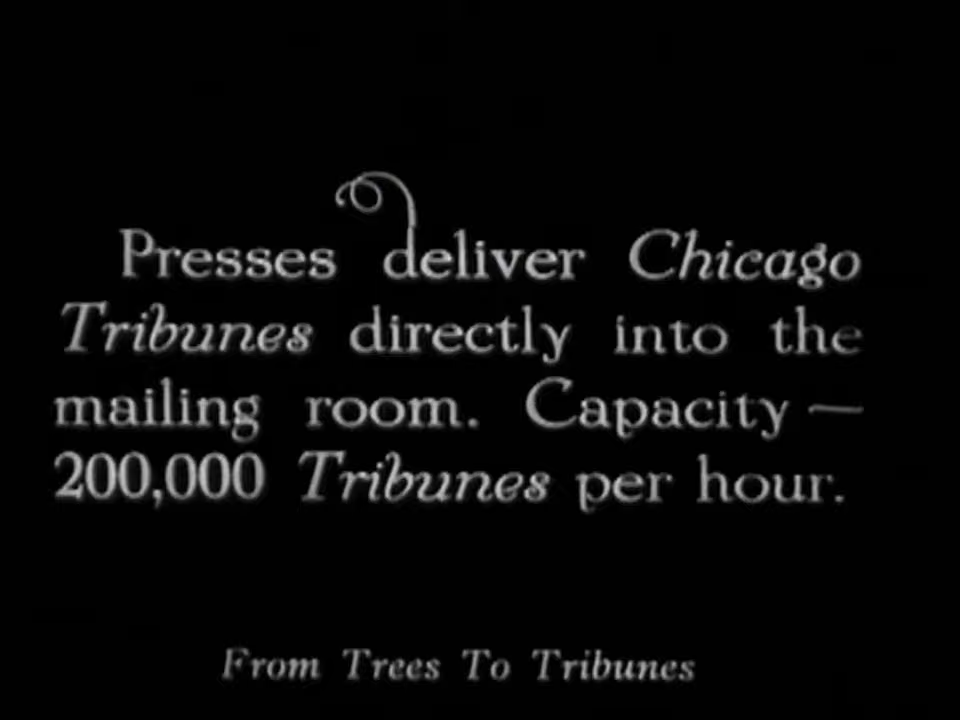 Presses deliver Chicago
Tribunes directly into the
mailing room. Capacity —
200,000 Tribunes per hour.
From Trees To Tribunes